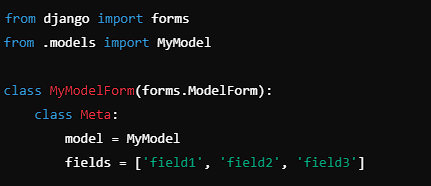 from django import forms
from .models import MyModel

class MyModelForm(forms.ModelForm):
    class Meta:
        model = MyModel
        fields = ['field1', 'field2', 'field3']